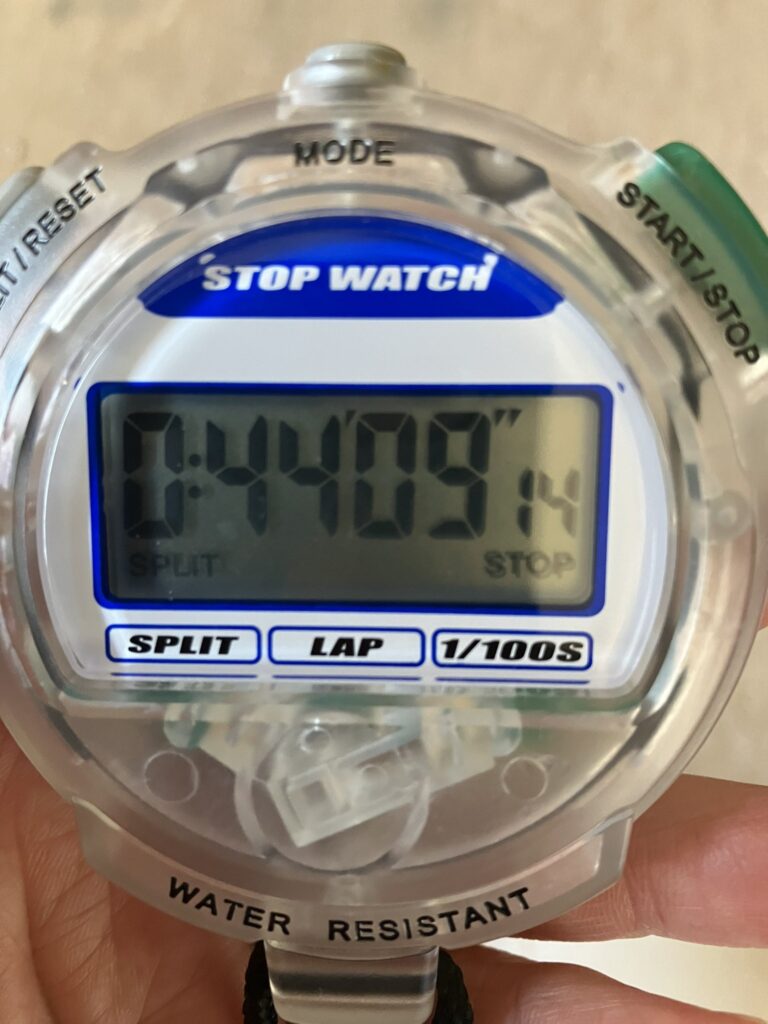 MODE
IT/RESET
START/STOP
STOP WATCH
0:44'09"14
SPLIT STOP
SPLIT LAP 1/100S
WATER RESISTANT